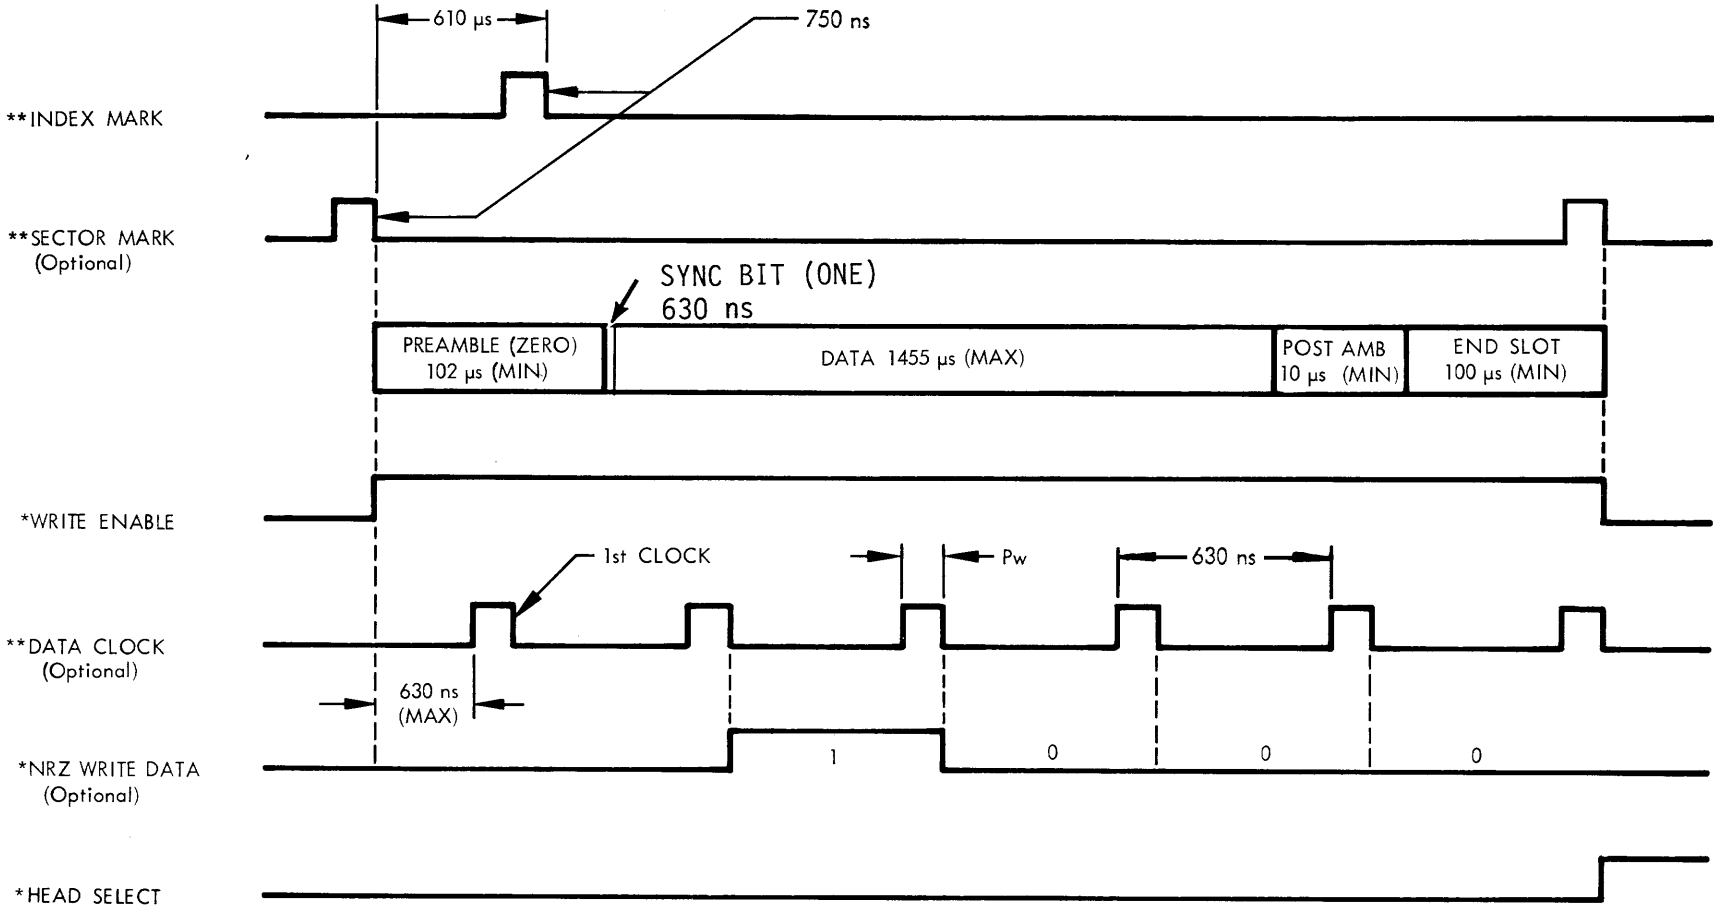 610 µs
750 ns
**INDEX MARK
**SECTOR MARK
(Optional)
SYNC BIT (ONE)
630 ns
PREAMBLE (ZERO)
102 µs (MIN)
DATA 1455 µs (MAX)
POST AMB
10 µs (MIN)
END SLOT
100 µs (MIN)
*WRITE ENABLE
1st CLOCK
Pw
630 ns
**DATA CLOCK
(Optional)
630 ns
(MAX)
*NRZ WRITE DATA
(Optional)
1 0 0 0
*HEAD SELECT